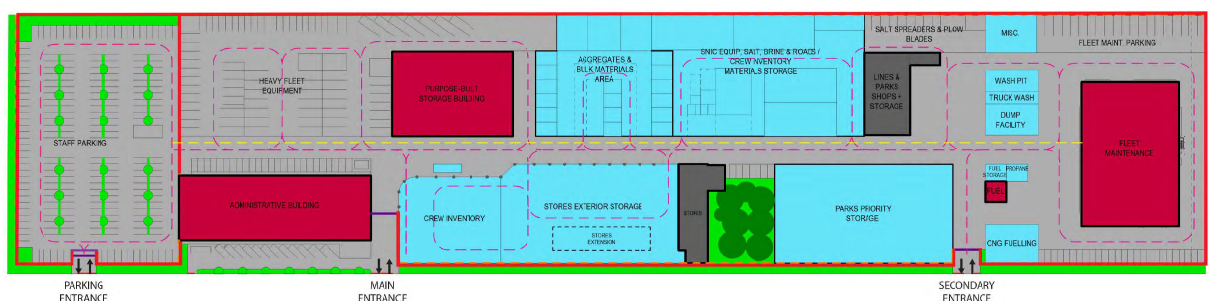 SALT SPREADERS & PLOW
BLADES
MISC.
FLEET MAINT. PARKING
AGGREGATES &
BULK MATERIALS
AREA
SNIC EQUIP, SALT, BRINE & ROADS /
CREW INVENTORY
MATERIALS STORAGE
HEAVY FLEET
EQUIPMENT
PURPOSE-BUILT
STORAGE BUILDING
LINES &
PARKS
SHOPS +
STORAGE
WASH PIT
TRUCK WASH
DUMP
FACILITY
STAFF PARKING
FLEET
MAINTENANCE
FUEL
STORAGE
PROPANE
FUEL
ADMINISTRATIVE BUILDING
CREW INVENTORY
STORES EXTERIOR STORAGE
STORES
EXTENSION
STORES
PARKS PRIORITY
STORAGE
CNG FUELLING
PARKING
ENTRANCE
MAIN
ENTRANCE
SECONDARY
ENTRANCE